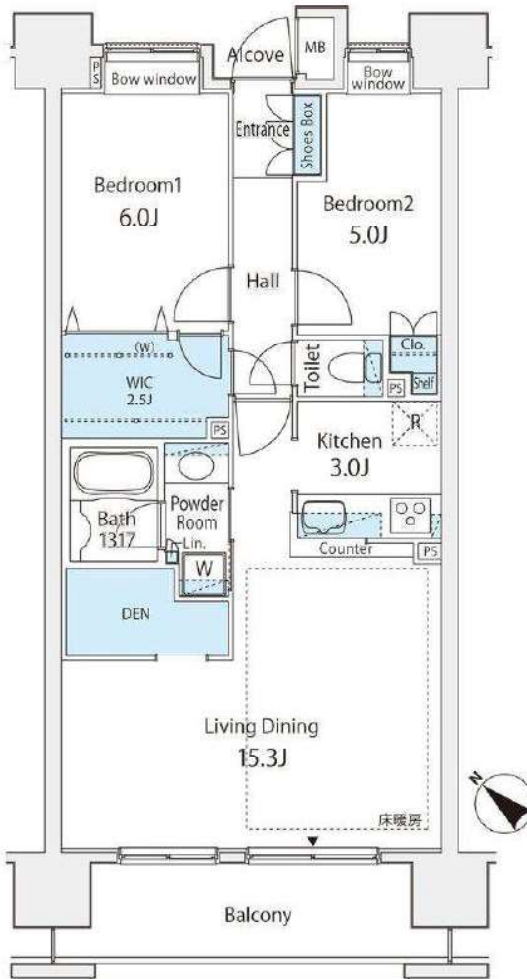 Alcove
MB
PS
Bow window
Bow
window
Entrance
Shoes Box
Bedroom1
6.0J
Bedroom2
5.0J
Hall
(W)
WIC
2.5J
Toilet
Clo.
Shelf
PS
PS
Kitchen
3.0J
R
Bath
1317
Powder
Room
Lin.
W
Counter
PS
DEN
Living Dining
15.3J
N
床暖房
Balcony